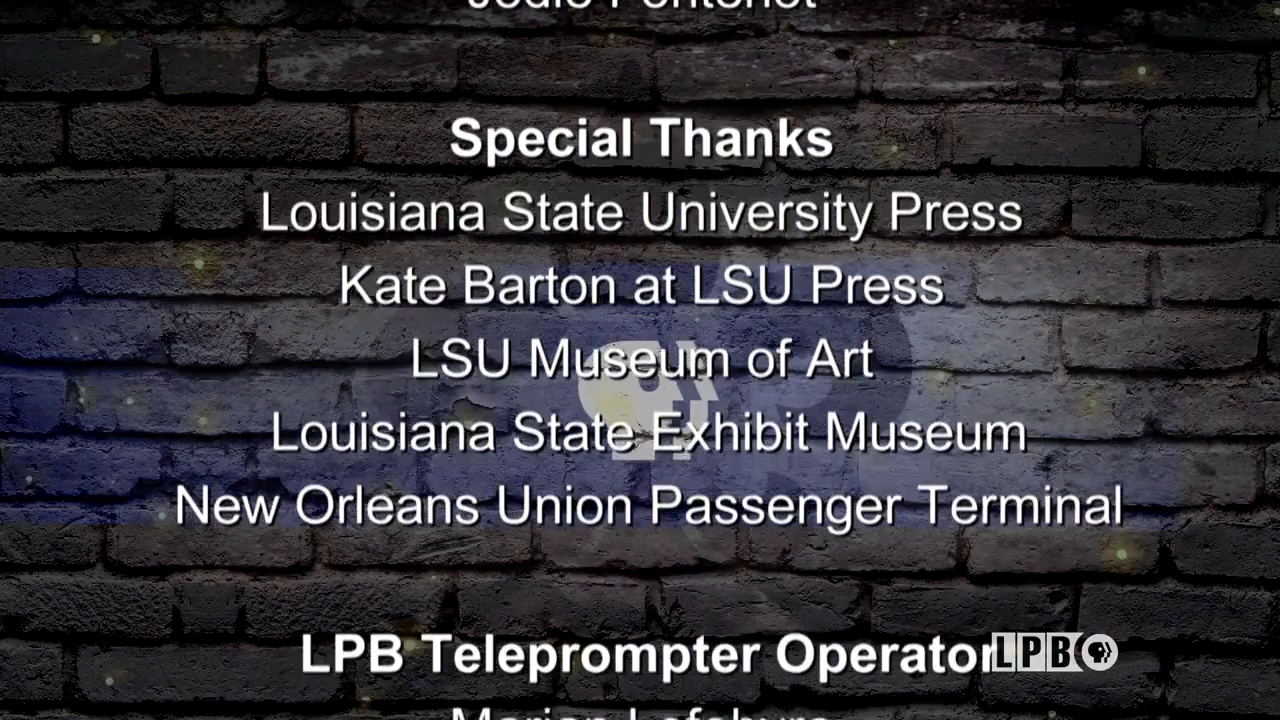 Special Thanks
Louisiana State University Press
Kate Barton at LSU Press
LSU Museum of Art
Louisiana State Exhibit Museum
New Orleans Union Passenger Terminal
LPB Teleprompter Operator
LPB